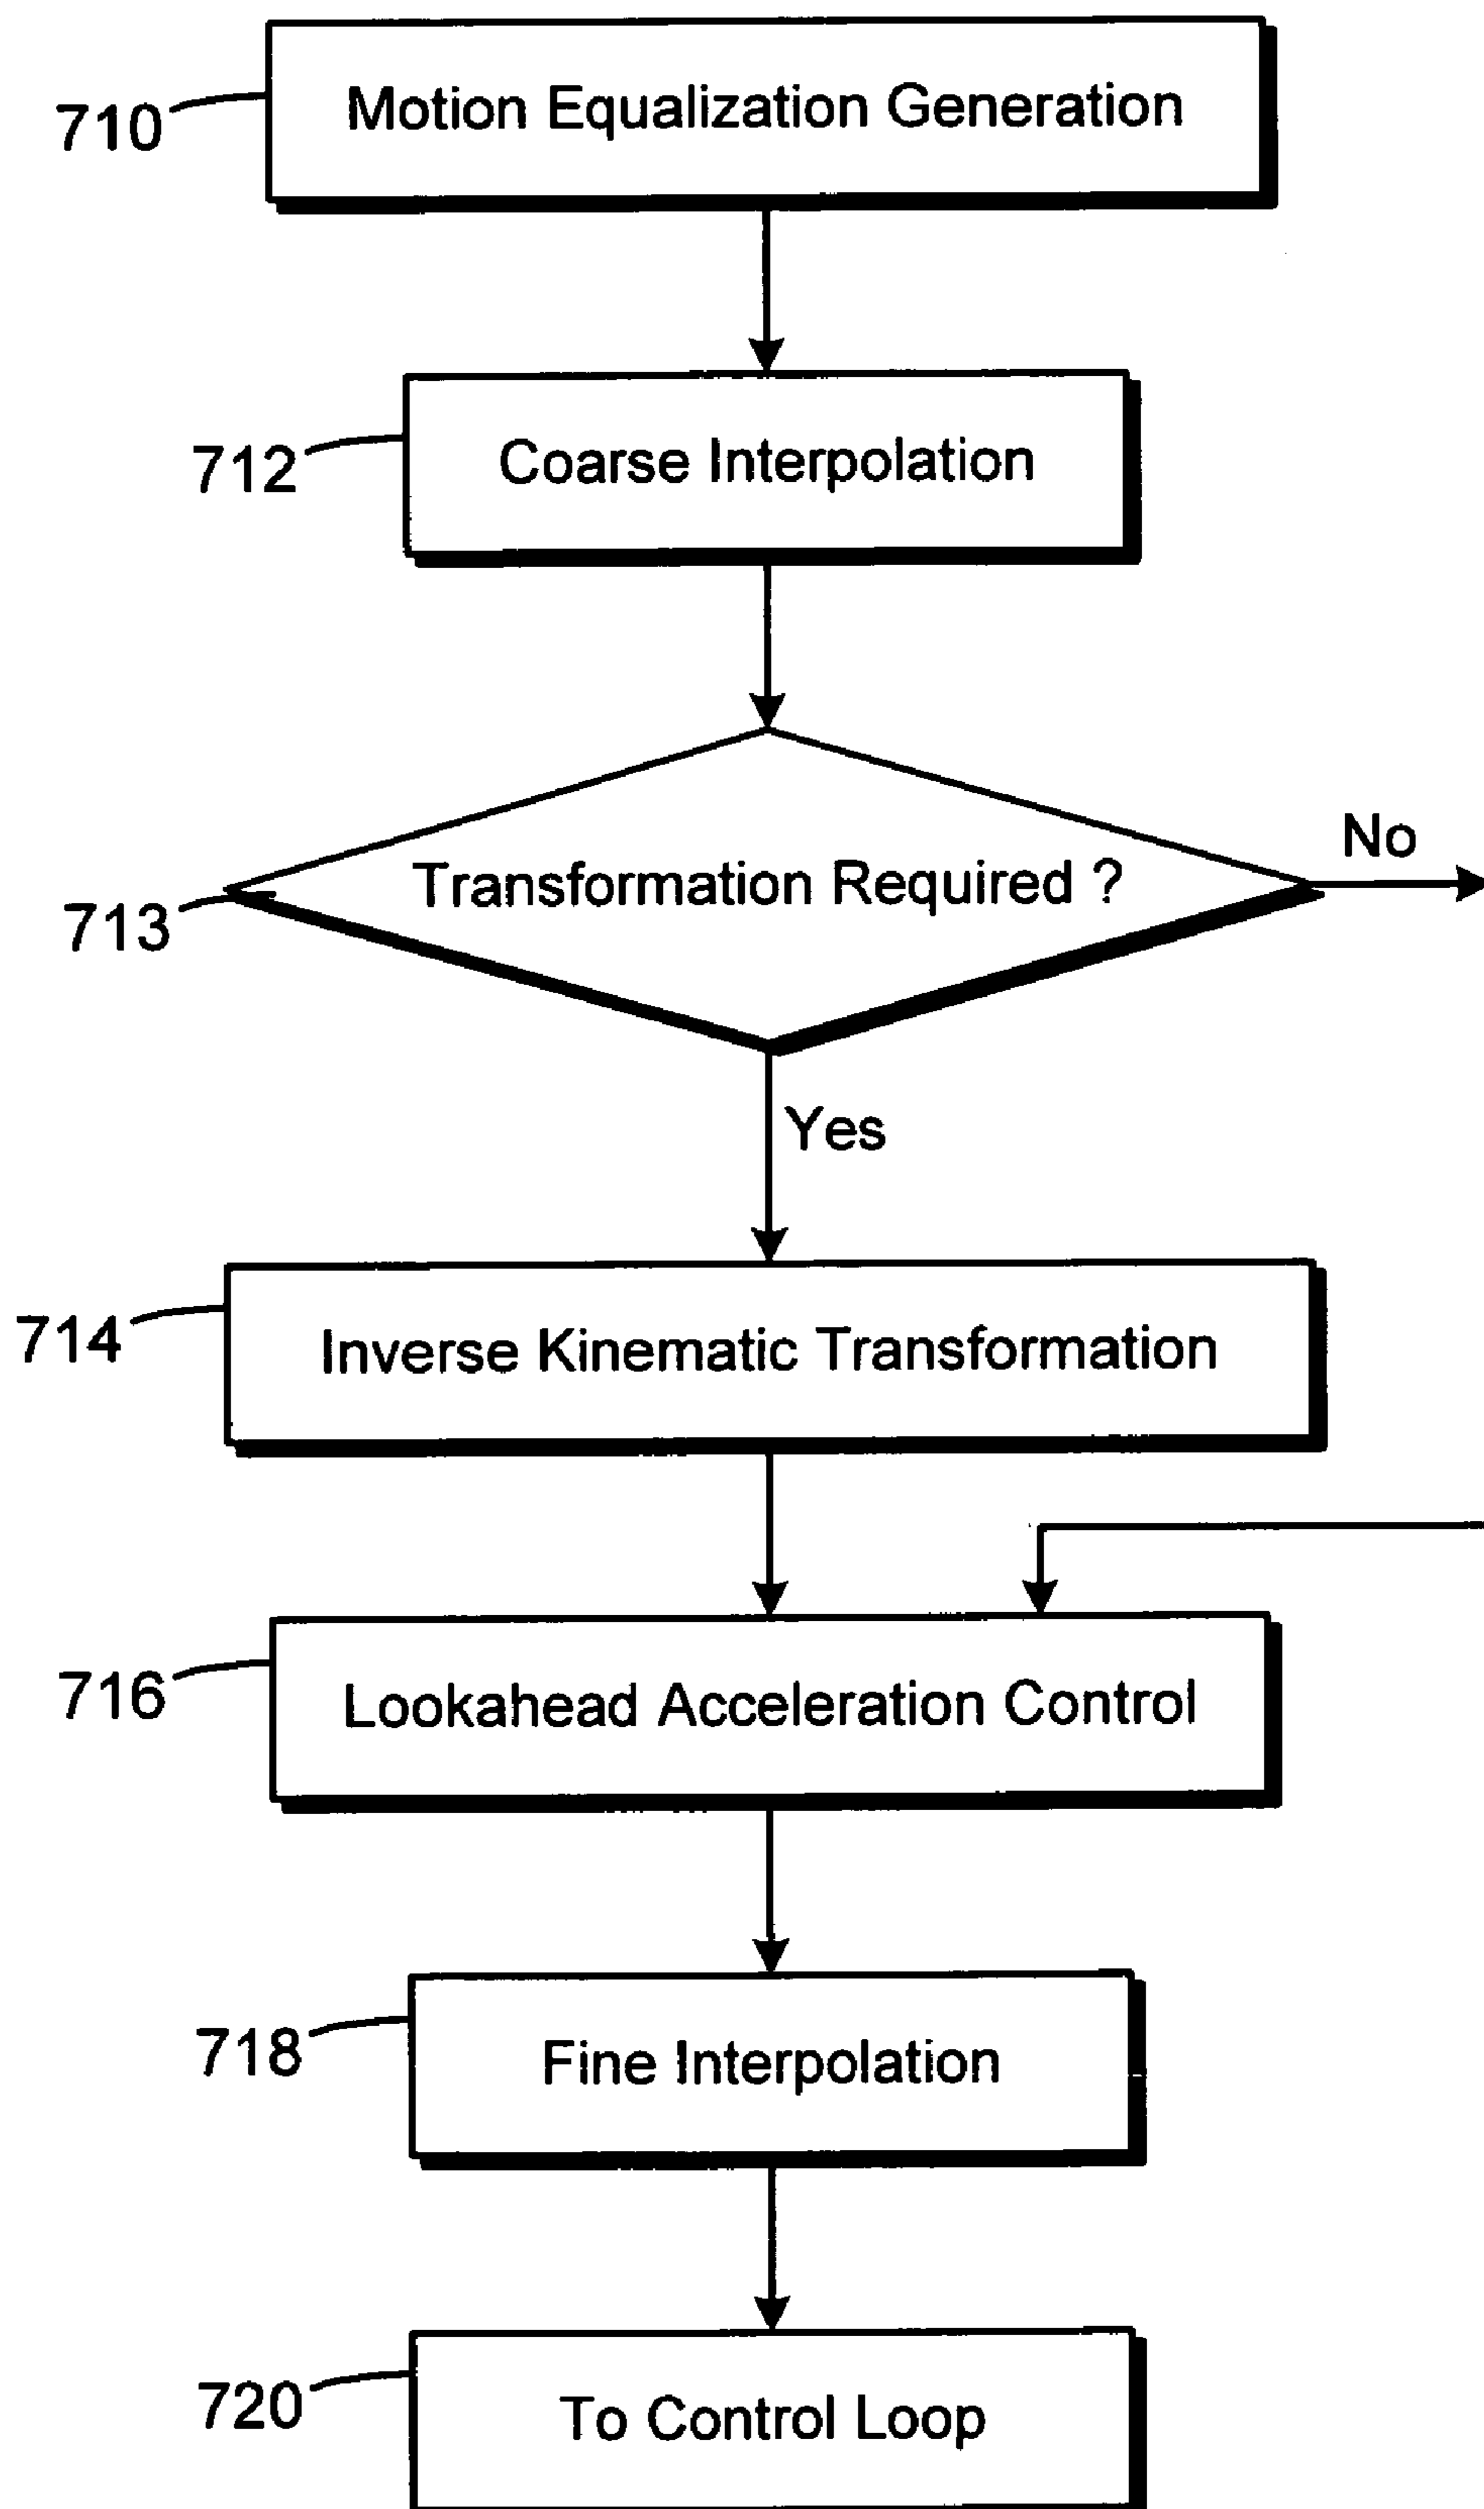 710
Motion Equalization Generation
712
Coarse Interpolation
713
Transformation Required ?
No
Yes
714
Inverse Kinematic Transformation
716
Lookahead Acceleration Control
718
Fine Interpolation
720
To Control Loop